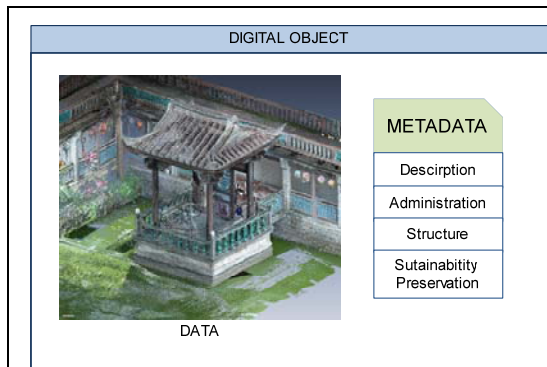 DIGITAL OBJECT
METADATA
Descirption
Administration
Structure
Sutainabitity
Preservation
DATA